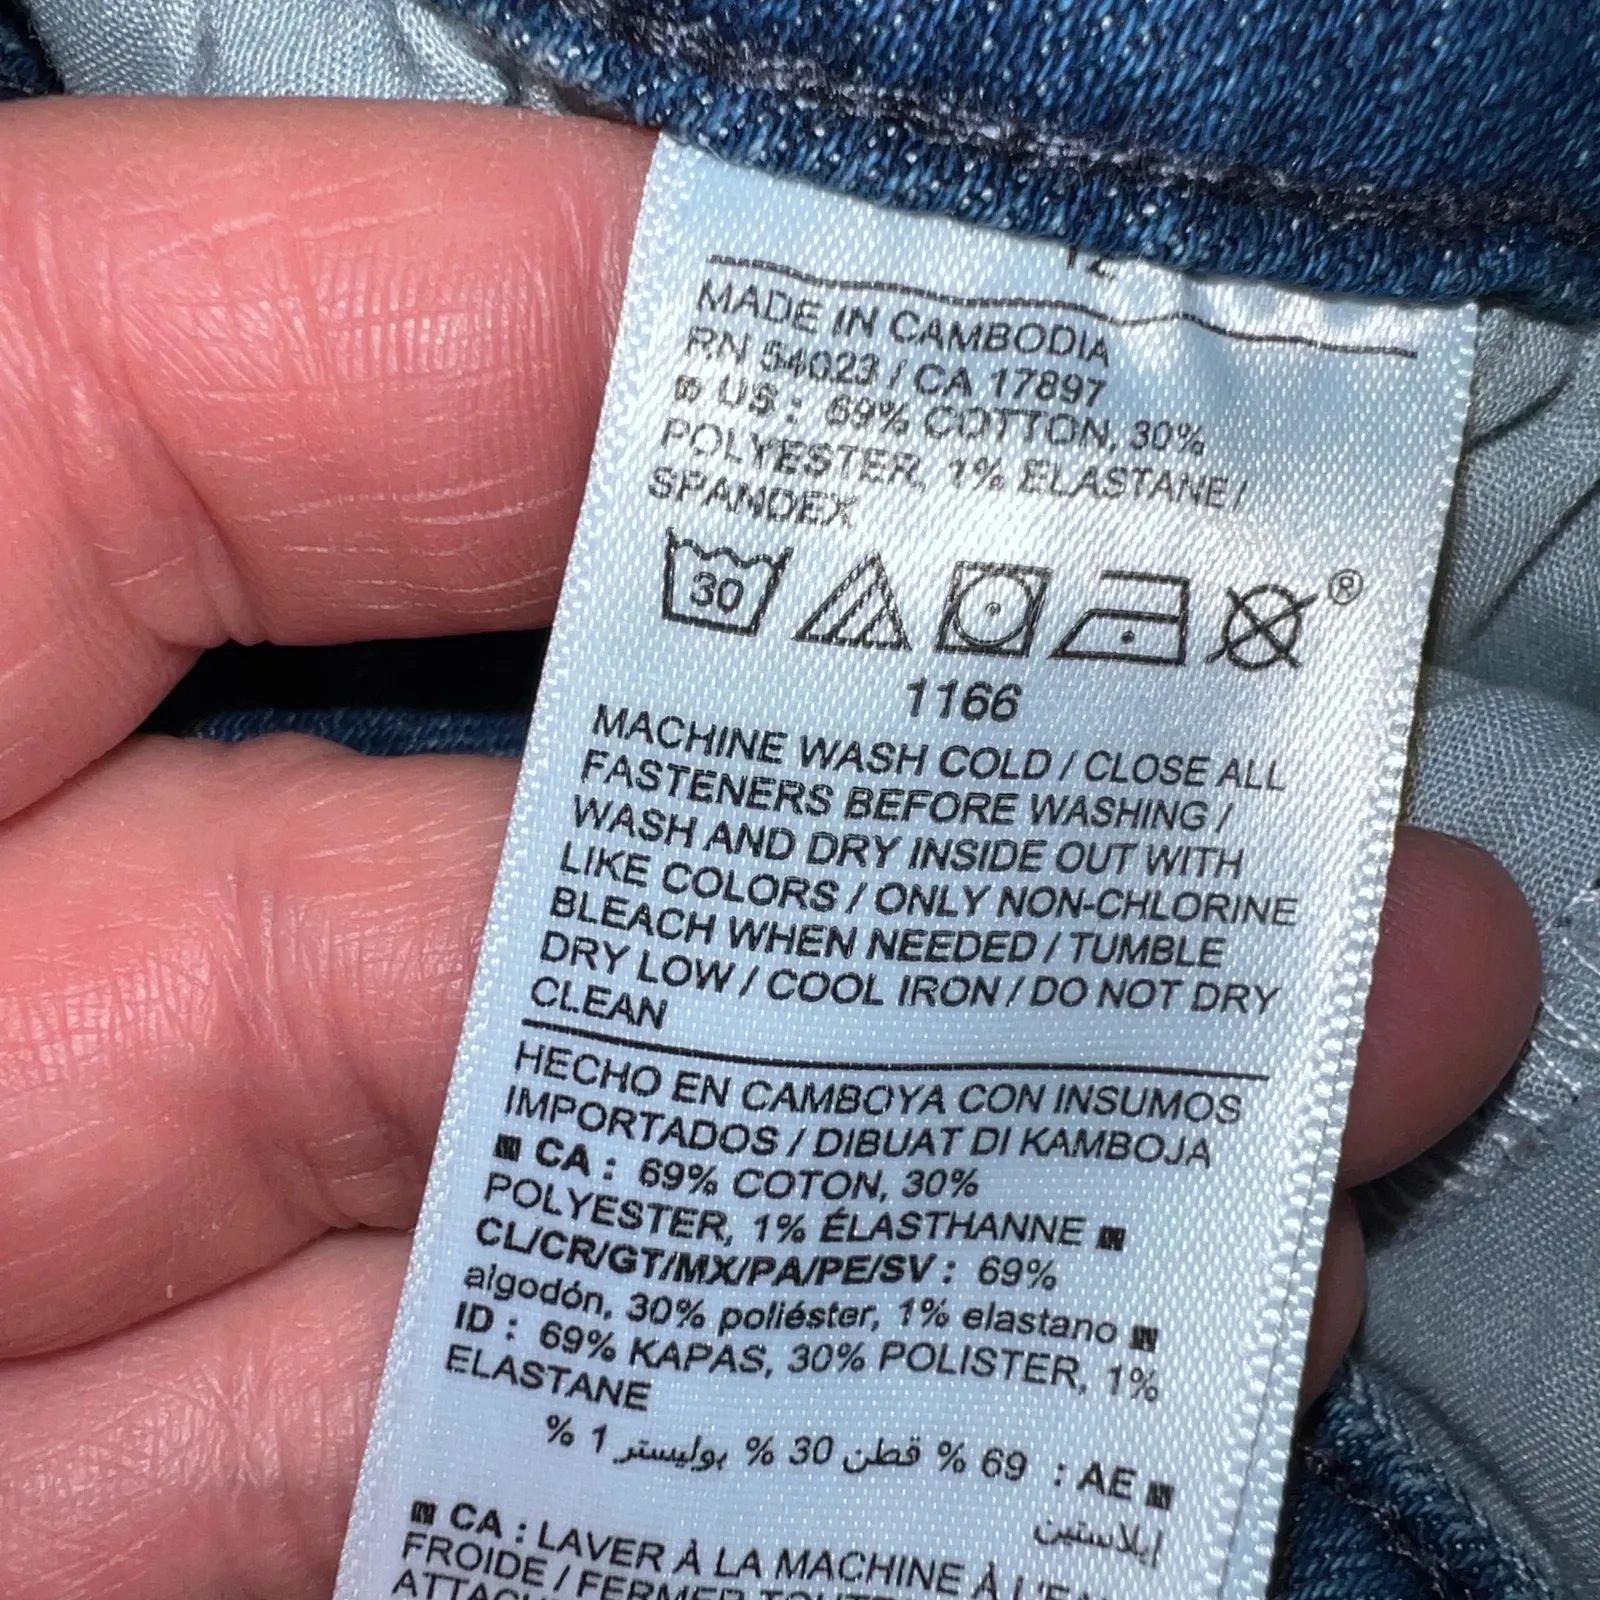 MADE IN CAMBODIA
RN 54023 / CA 17897
US : 69% COTTON, 30%
POLYESTER, 1% ELASTANE /
SPANDEX
30
®
1166
MACHINE WASH COLD / CLOSE ALL
FASTENERS BEFORE WASHING /
WASH AND DRY INSIDE OUT WITH
LIKE COLORS / ONLY NON-CHLORINE
BLEACH WHEN NEEDED / TUMBLE
DRY LOW / COOL IRON / DO NOT DRY
CLEAN
HECHO EN CAMBOYA CON INSUMOS
IMPORTADOS / DIBUAT DI KAMBOJA
CA : 69% COTON, 30%
POLYESTER, 1% ÉLASTHANNE
CL/CR/GT/MX/PA/PE/SV : 69%
algodón, 30% poliéster, 1% elastano
ID : 69% KAPAS, 30% POLISTER, 1%
ELASTANE
AE : 69 % قطن 30 % بوليستر 1 %
إيلاستين
CA : LAVER À LA MACHINE À
FROIDE / FERMER